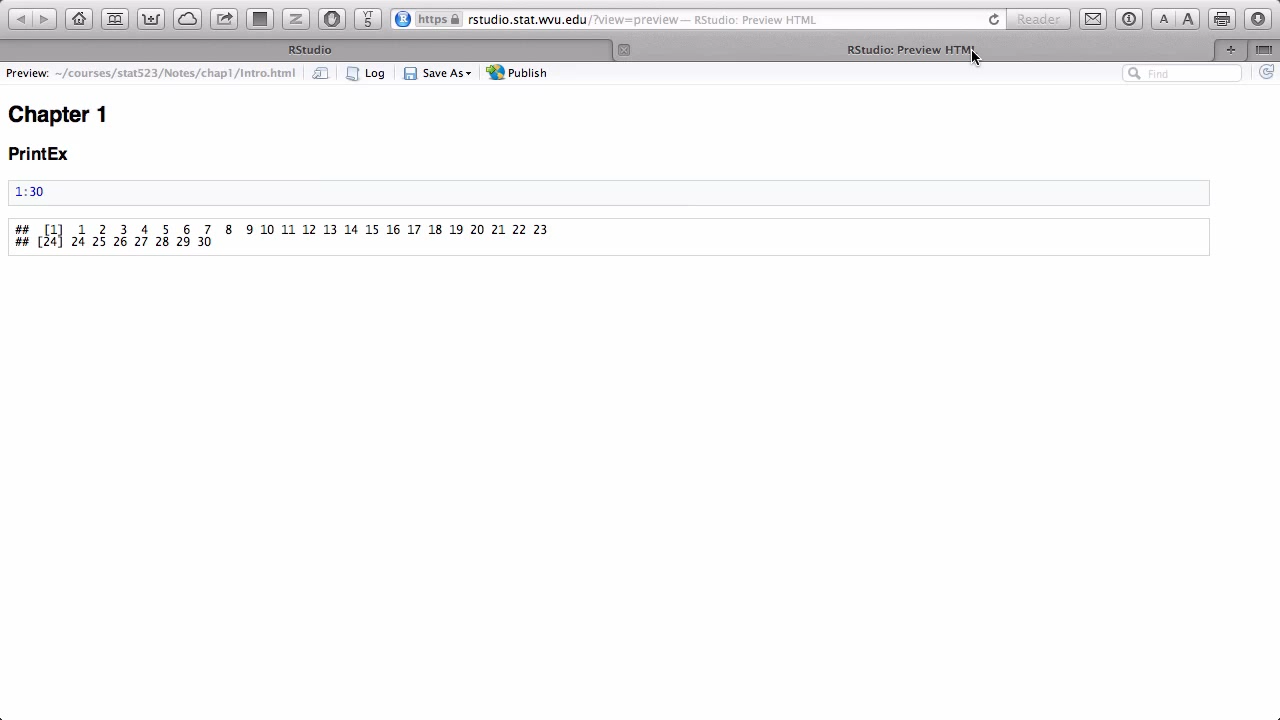 YT
5
https rstudio.stat.wvu.edu/?view=preview — RStudio: Preview HTML
Reader
A A
RStudio
RStudio: Preview HTML
+
Preview: ~/courses/stat523/Notes/chap1/Intro.html Log Save As Publish Find
Chapter 1
PrintEx
1:30
##  [1]  1  2  3  4  5  6  7  8  9 10 11 12 13 14 15 16 17 18 19 20 21 22 23
## [24] 24 25 26 27 28 29 30